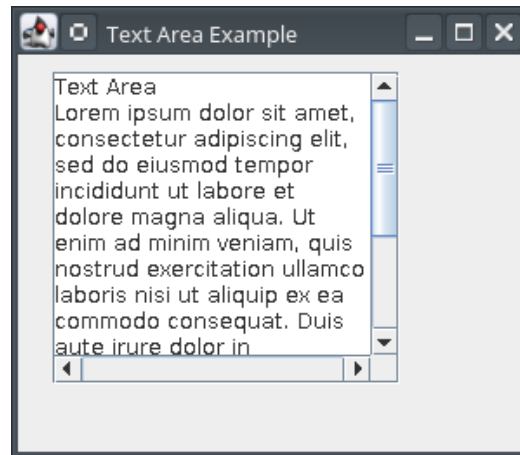 Text Area Example
Text Area
Lorem ipsum dolor sit amet,
consectetur adipiscing elit,
sed do eiusmod tempor
incididunt ut labore et
dolore magna aliqua. Ut
enim ad minim veniam, quis
nostrud exercitation ullamco
laboris nisi ut aliquip ex ea
commodo consequat. Duis
aute irure dolor in